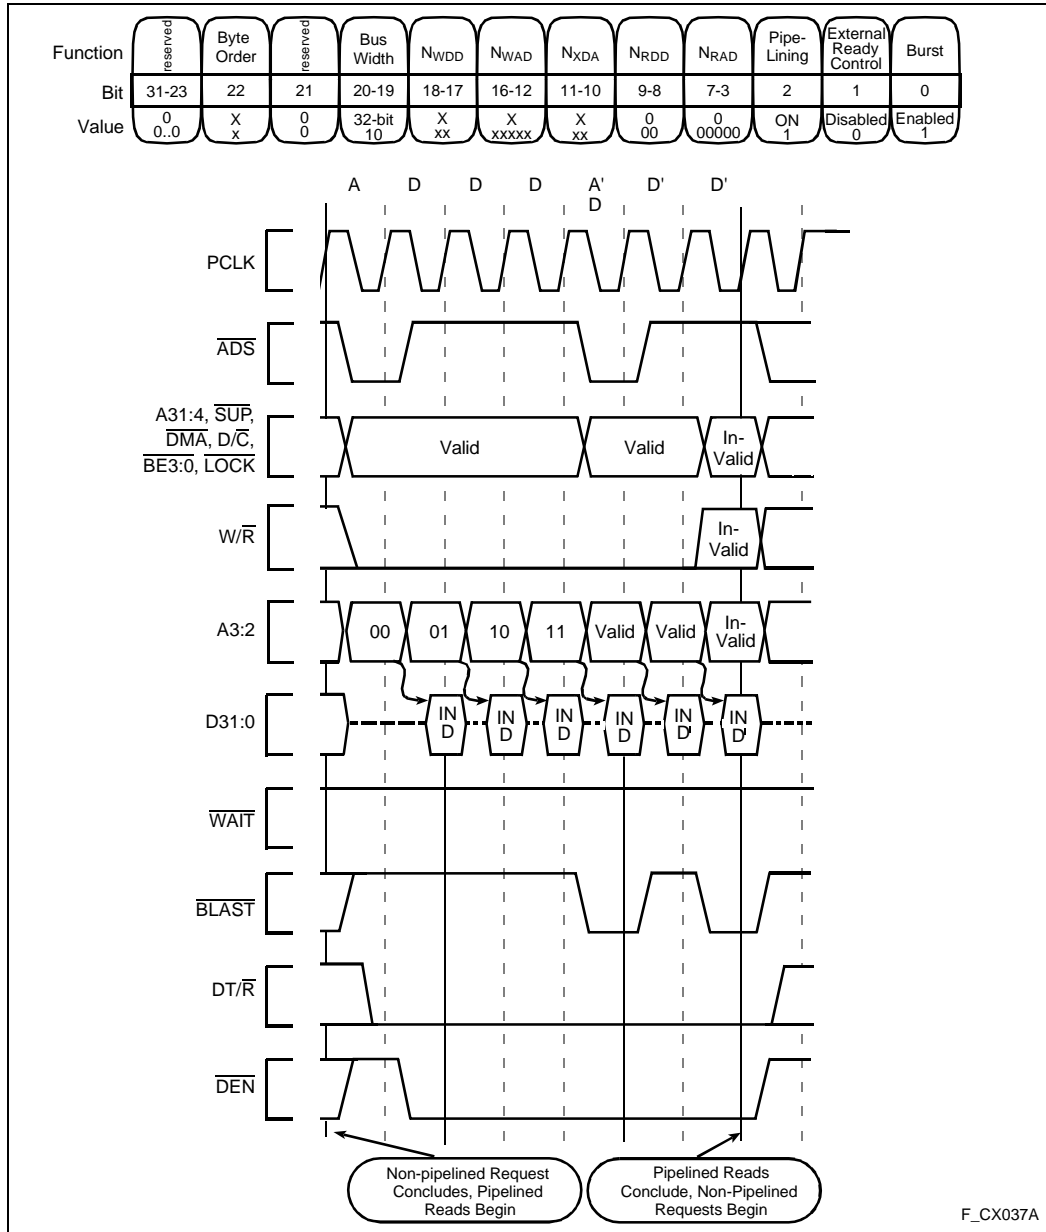 Function reserved Byte Order reserved Bus Width NWDD NWAD NXDA NRDD NRAD Pipe-Lining External Ready Control Burst
Bit 31-23 22 21 20-19 18-17 16-12 11-10 9-8 7-3 2 1 0
Value 0 X 0 32-bit X X X 0 0 ON Disabled Enabled
0..0 x 0 10 xx xxxxx xx 00 00000 1 0 1
A D D D A' D' D'
D
PCLK
ADS
A31:4, SUP,
DMA, D/C,
BE3:0, LOCK
Valid Valid In-Valid
W/R
In-Valid
A3:2
00 01 10 11 Valid Valid In-Valid
D31:0
IN IN IN IN IN IN
D D D D D' D'
WAIT
BLAST
DT/R
DEN
Non-pipelined Request
Concludes, Pipelined
Reads Begin
Pipelined Reads
Conclude, Non-Pipelined
Requests Begin
F_CX037A